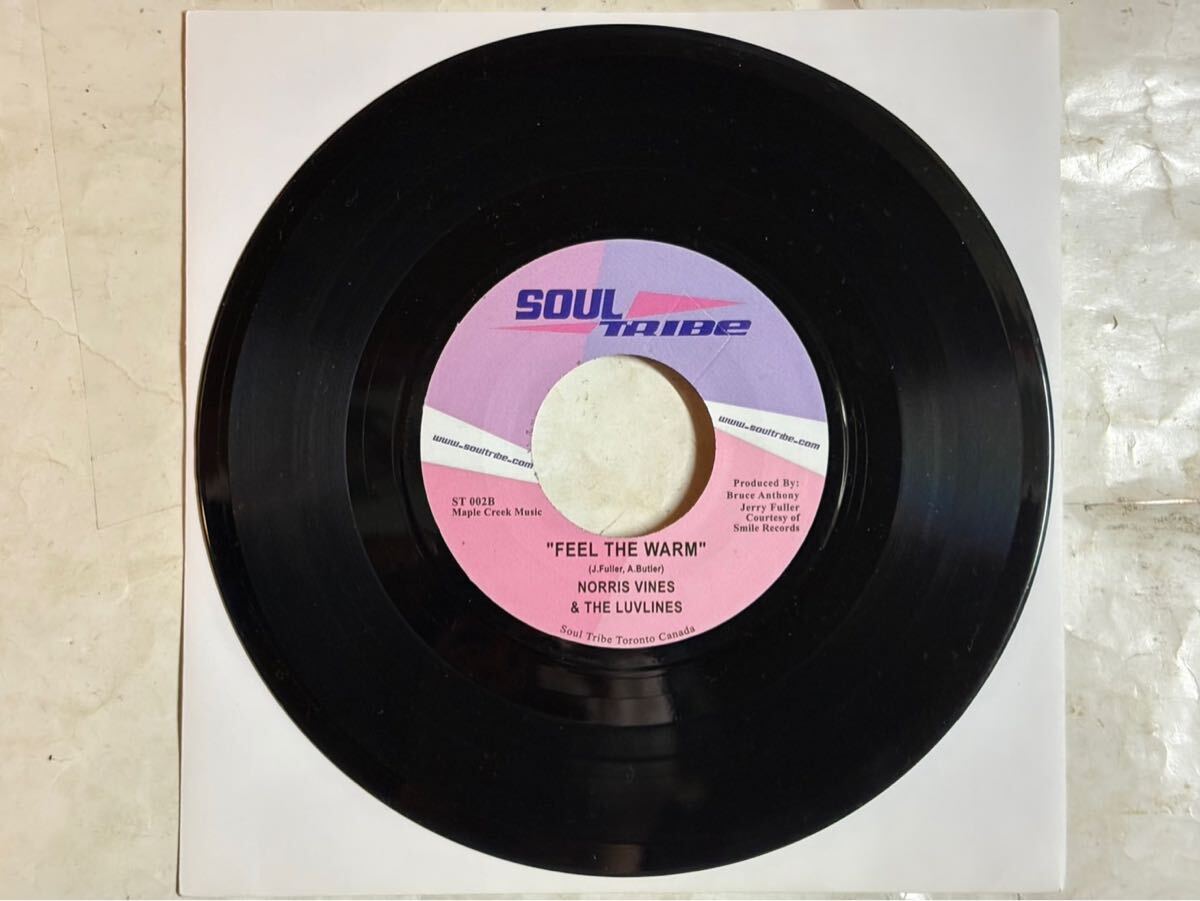 SOUL
TRIBE
www.soultribe.com
www.soultribe.com
ST 002B
Maple Creek Music
Produced By:
Bruce Anthony
Jerry Fuller
Courtesy of
Smile Records
"FEEL THE WARM"
(J.Fuller, A.Butler)
NORRIS VINES
& THE LUVLINES
Soul Tribe Toronto Canada